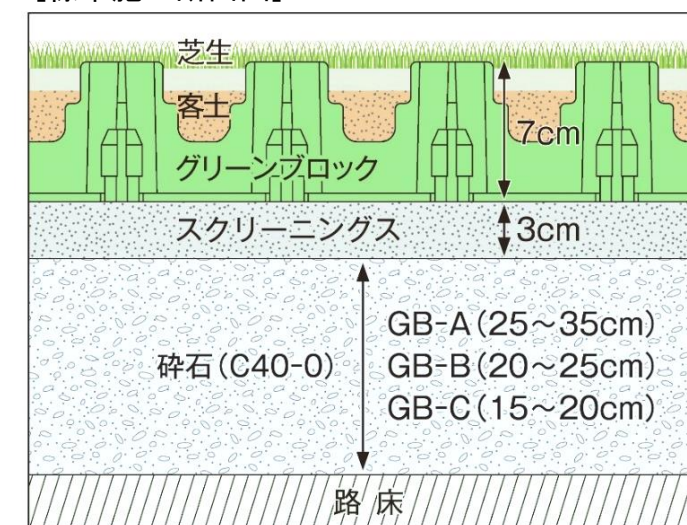 芝生
客土
7cm
グリーンブロック
スクリーニングス
3cm
砕石(C40-0)
GB-A(25～35cm)
GB-B(20～25cm)
GB-C(15～20cm)
路床